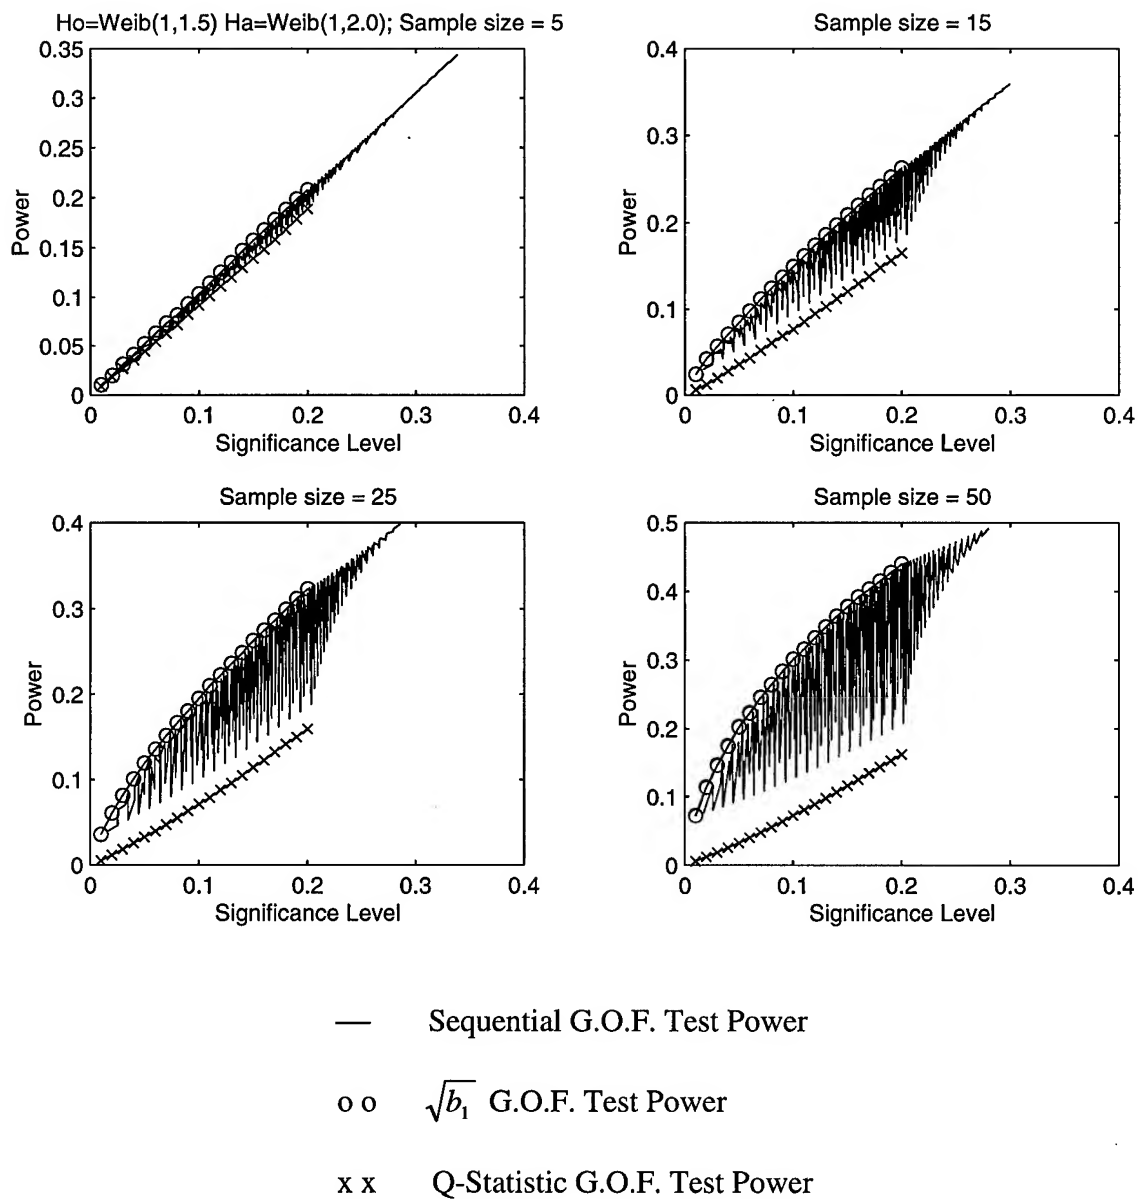 Ho=Weib(1,1.5) Ha=Weib(1,2.0); Sample size = 5
0.35
0.3
0.25
0.2
0.15
0.1
0.05
0
Power
0 0.1 0.2 0.3 0.4
Significance Level
Sample size = 15
0.4
0.3
0.2
0.1
0
Power
0 0.1 0.2 0.3 0.4
Significance Level
Sample size = 25
0.4
0.3
0.2
0.1
0
Power
0 0.1 0.2 0.3 0.4
Significance Level
Sample size = 50
0.5
0.4
0.3
0.2
0.1
0
Power
0 0.1 0.2 0.3 0.4
Significance Level
— Sequential G.O.F. Test Power
o o √b₁ G.O.F. Test Power
x x Q-Statistic G.O.F. Test Power